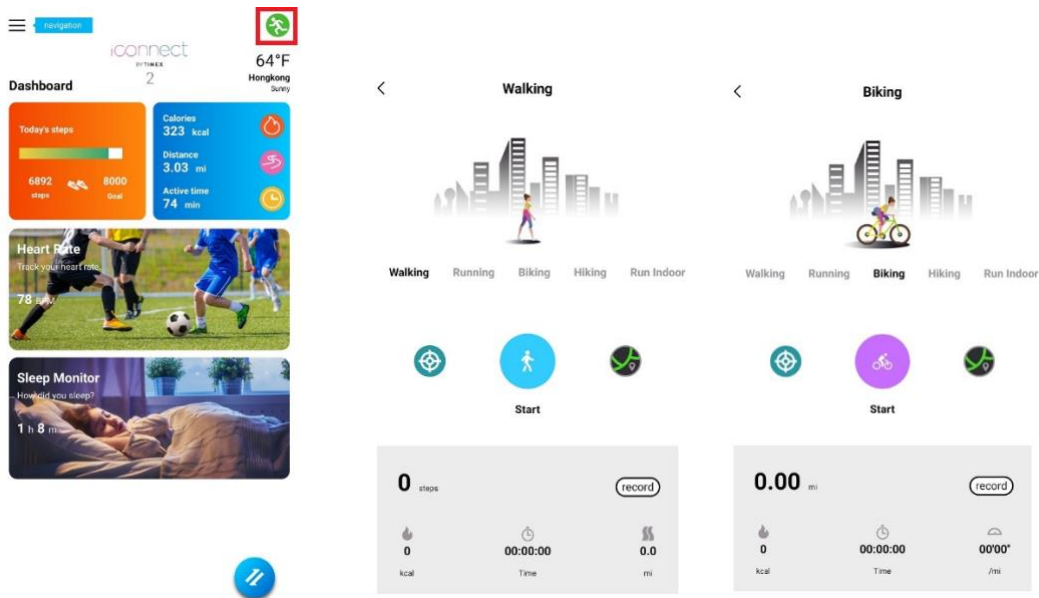 navigation
iconnect
BY TIMEX
2
64°F
Hongkong
Sunny
Dashboard
Today's steps
6892
steps
8000
Goal
Calories
323 kcal
Distance
3.03 mi
Active time
74 min
Heart Rate
Track your heart rate.
78 BPM
Sleep Monitor
How did you sleep?
1 h 8 m
Walking
Walking Running Biking Hiking Run Indoor
Start
0 steps
record
0 00:00:00 0.0
kcal Time mi
Biking
Walking Running Biking Hiking Run Indoor
Start
0.00 mi
record
0 00:00:00 00'00"
kcal Time /mi